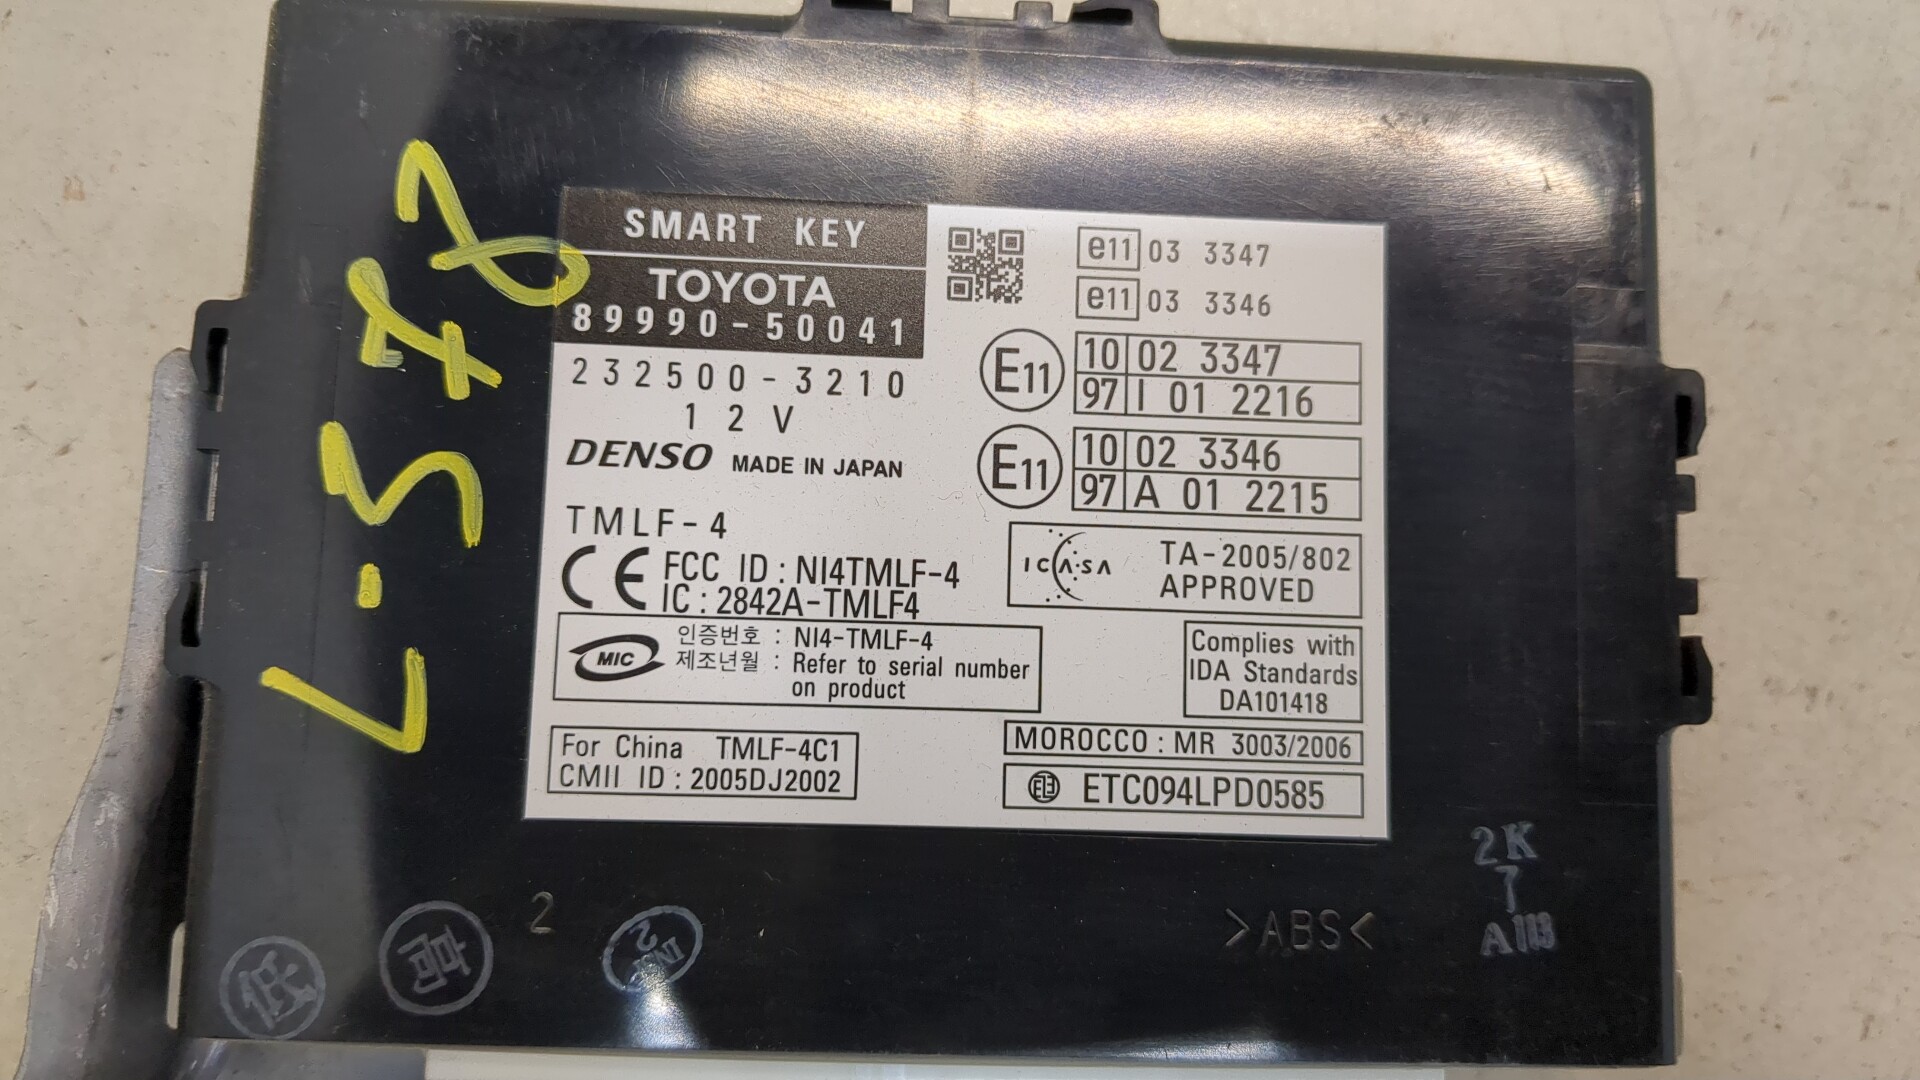 SMART KEY
TOYOTA
89990-50041
232500-3210
12V
DENSO MADE IN JAPAN
TMLF-4
CE FCC ID : NI4TMLF-4
IC : 2842A-TMLF4
MIC
인증번호 : NI4-TMLF-4
제조년월 : Refer to serial number
on product
For China TMLF-4C1
CMII ID : 2005DJ2002
e11 03 3347
e11 03 3346
E11
10 02 3347
97 I 01 2216
E11
10 02 3346
97 A 01 2215
ICASA TA-2005/802
APPROVED
Complies with
IDA Standards
DA101418
MOROCCO : MR 3003/2006
ETC094LPD0585
2K
7
2
高
>ABS<